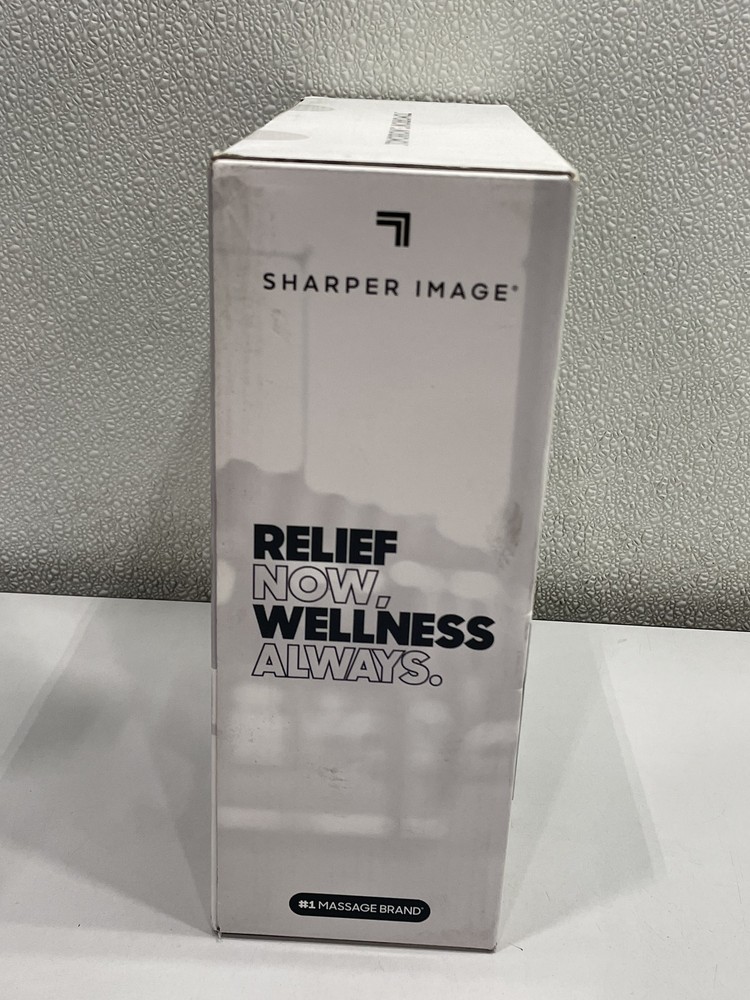 SHARPER IMAGE®
RELIEF
NOW,
WELLNESS
ALWAYS.
#1 MASSAGE BRAND*